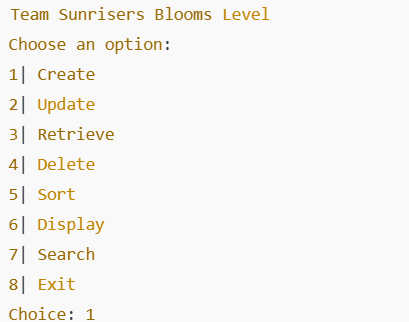 Team Sunrisers Blooms Level
Choose an option:
1| Create
2| Update
3| Retrieve
4| Delete
5| Sort
6| Display
7| Search
8| Exit
Choice: 1